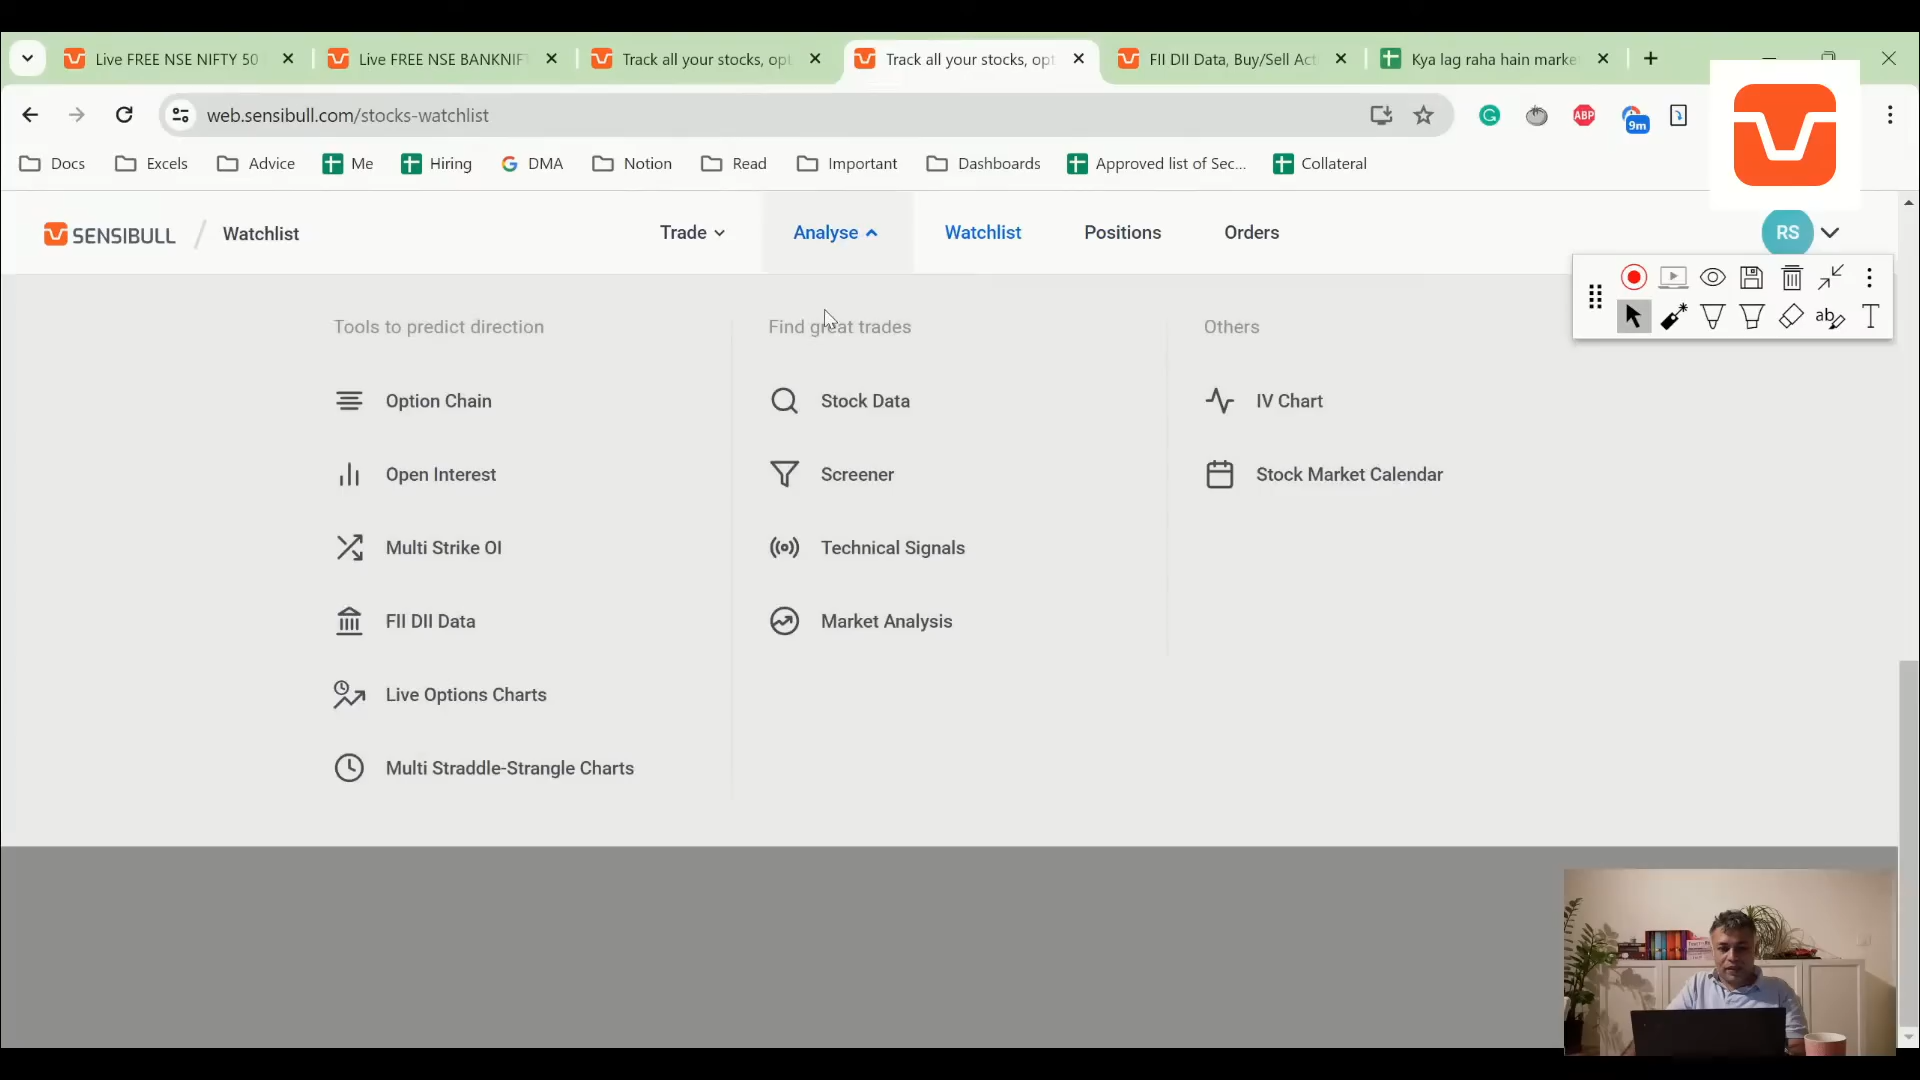 Live FREE NSE NIFTY 50
Live FREE NSE BANKNIF
Track all your stocks, opt
Track all your stocks, opt
FII DII Data, Buy/Sell Act
Kya lag raha hain marke
web.sensibull.com/stocks-watchlist
ABP
9m
Docs
Excels
Advice
Me
Hiring
DMA
Notion
Read
Important
Dashboards
Approved list of Sec...
Collateral
SENSIBULL / Watchlist
Trade
Analyse
Watchlist
Positions
Orders
RS
Tools to predict direction
Option Chain
Open Interest
Multi Strike OI
FII DII Data
Live Options Charts
Multi Straddle-Strangle Charts
Find great trades
Stock Data
Screener
Technical Signals
Market Analysis
Others
IV Chart
Stock Market Calendar
ab
T